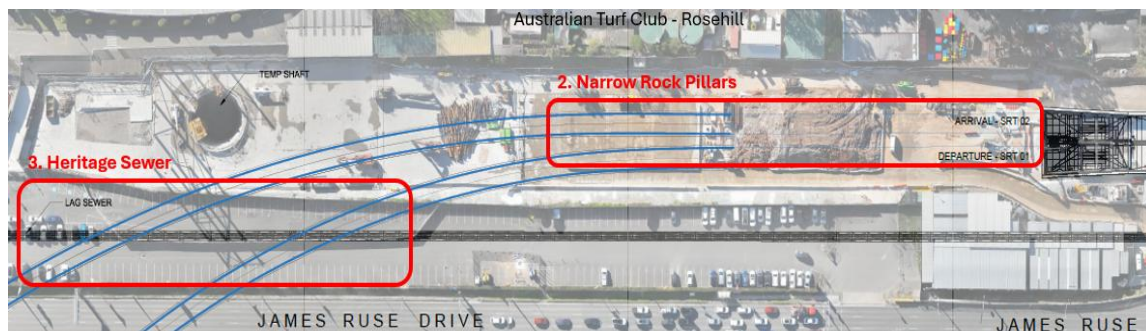 Australian Turf Club - Rosehill
TEMP SHAFT
2. Narrow Rock Pillars
ARRIVAL - SRT 02
DEPARTURE - SRT 01
3. Heritage Sewer
LAG SEWER
JAMES RUSE DRIVE
JAMES RUSE